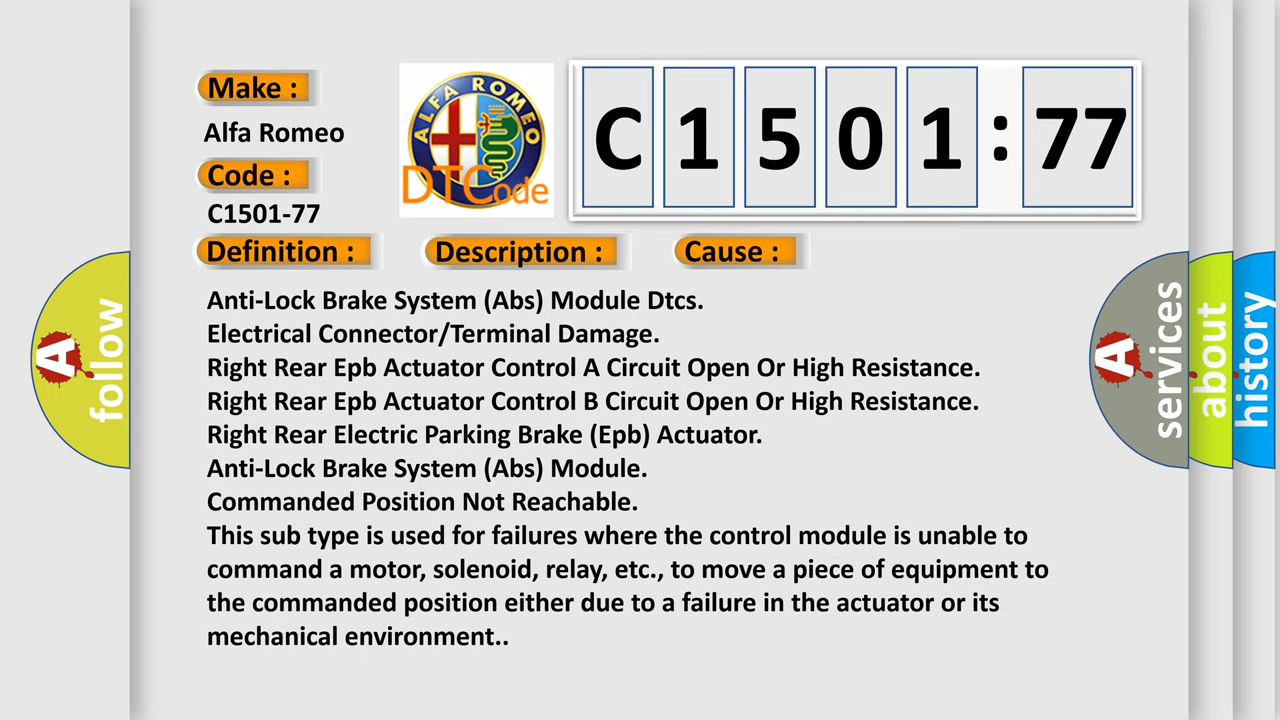 Make :
Alfa Romeo
Code :
C1501-77
ALFA ROMEO
DTCode
C1501:77
Definition :
Description :
Cause :
Anti-Lock Brake System (Abs) Module Dtcs.
Electrical Connector/Terminal Damage.
Right Rear Epb Actuator Control A Circuit Open Or High Resistance.
Right Rear Epb Actuator Control B Circuit Open Or High Resistance.
Right Rear Electric Parking Brake (Epb) Actuator.
Anti-Lock Brake System (Abs) Module.
Commanded Position Not Reachable.
This sub type is used for failures where the control module is unable to
command a motor, solenoid, relay, etc., to move a piece of equipment to
the commanded position either due to a failure in the actuator or its
mechanical environment..
A
follow
A
services
about
history